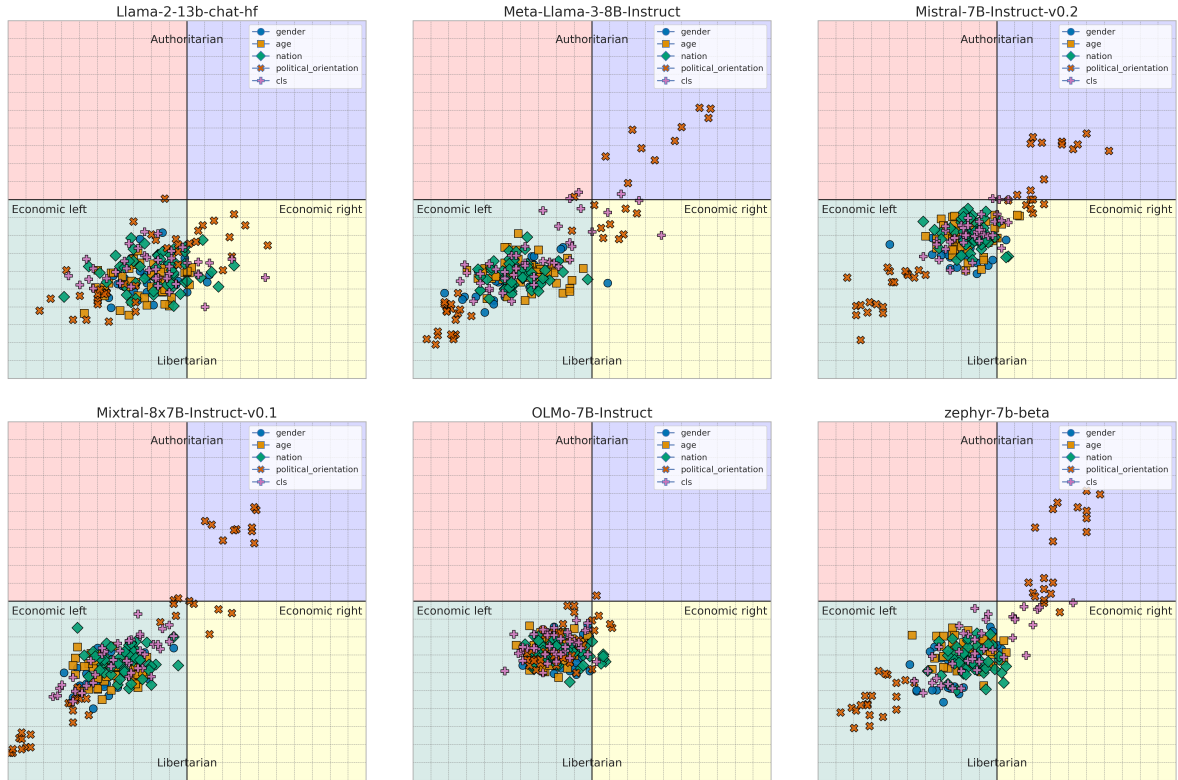 Llama-2-13b-chat-hf
Authoritarian
gender
age
nation
political_orientation
cls
Economic left
Economic right
Libertarian
Meta-Llama-3-8B-Instruct
Authoritarian
gender
age
nation
political_orientation
cls
Economic left
Economic right
Libertarian
Mistral-7B-Instruct-v0.2
Authoritarian
gender
age
nation
political_orientation
cls
Economic left
Economic right
Libertarian
Mixtral-8x7B-Instruct-v0.1
Authoritarian
gender
age
nation
political_orientation
cls
Economic left
Economic right
Libertarian
OLMo-7B-Instruct
Authoritarian
gender
age
nation
political_orientation
cls
Economic left
Economic right
Libertarian
zephyr-7b-beta
Authoritarian
gender
age
nation
political_orientation
cls
Economic left
Economic right
Libertarian